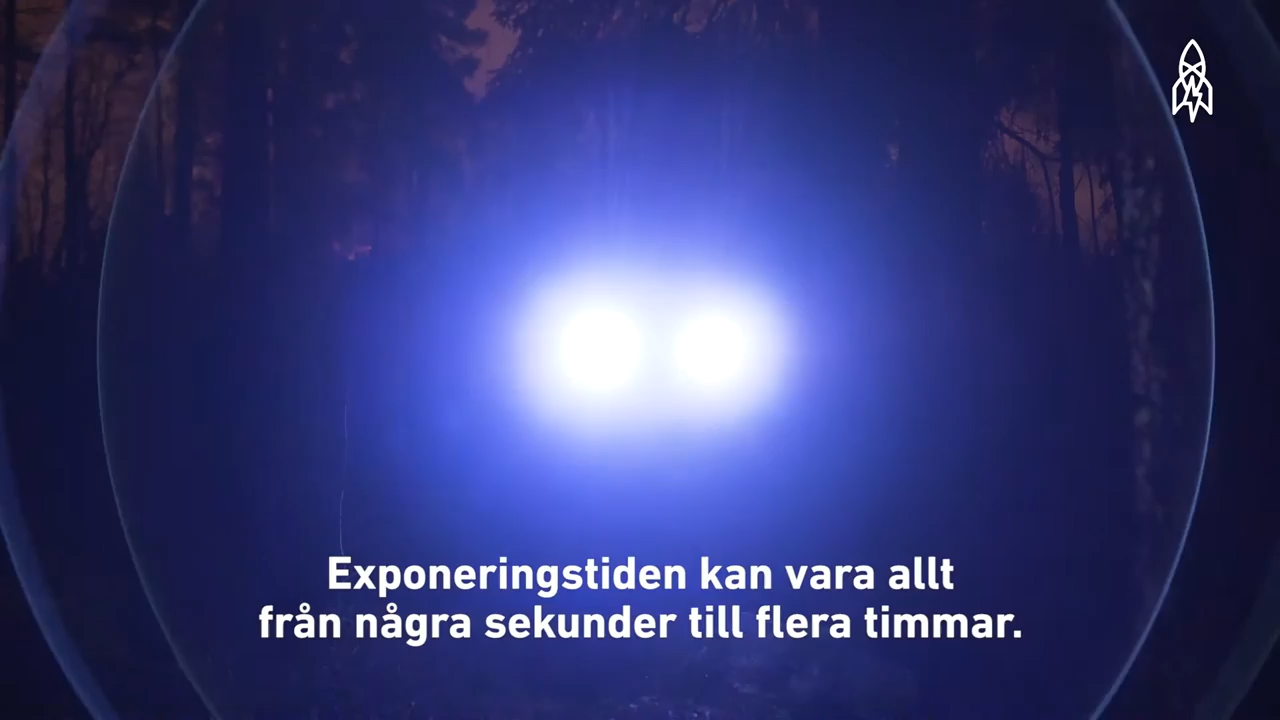 Exponeringstiden kan vara allt
från några sekunder till flera timmar.